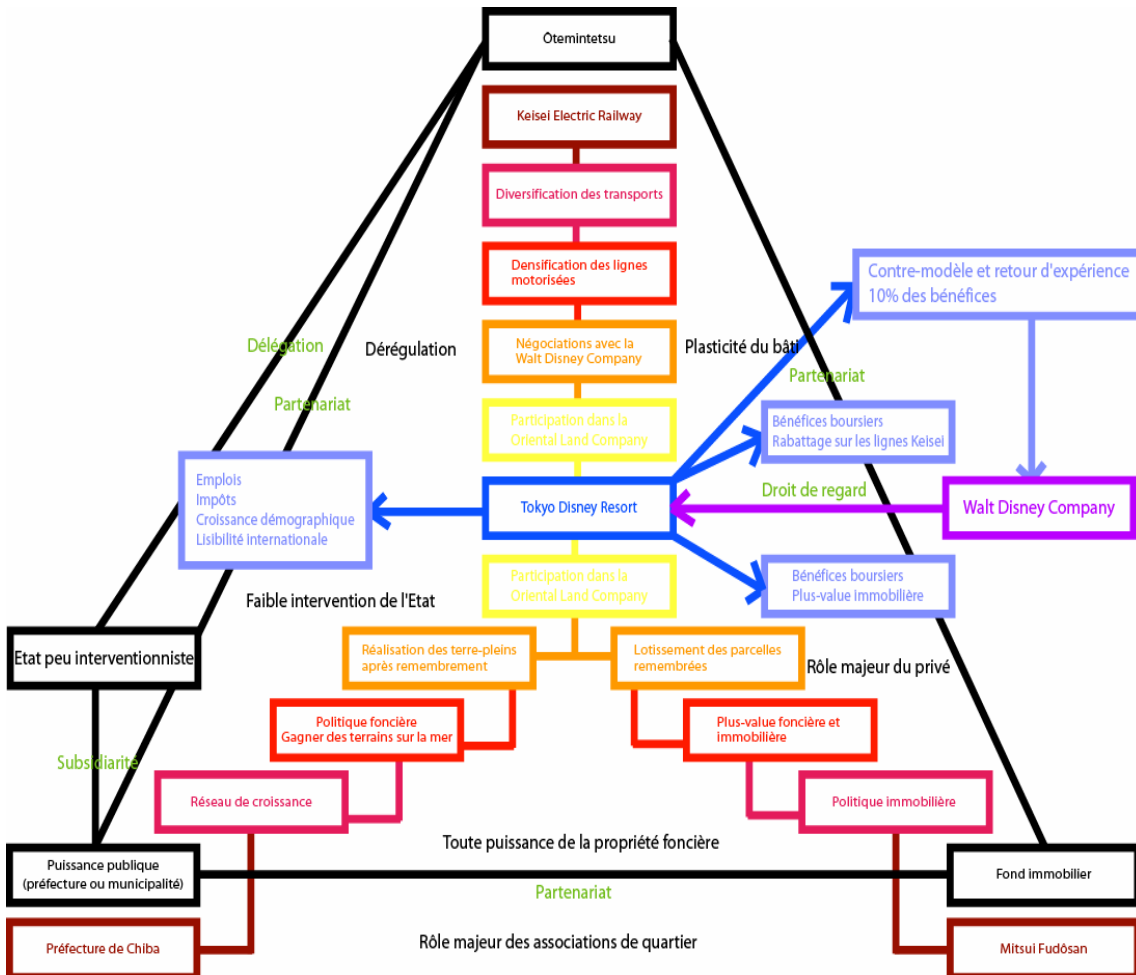 Ôtemintetsu
Keisei Electric Railway
Diversification des transports
Densification des lignes
motorisées
Contre-modèle et retour d'expérience
10% des bénéfices
Délégation
Dérégulation
Négociations avec la
Walt Disney Company
Plasticité du bâti
Partenariat
Partenariat
Participation dans la
Oriental Land Company
Bénéfices boursiers
Rabattage sur les lignes Keisei
Emplois
Impôts
Croissance démographique
Lisibilité internationale
Tokyo Disney Resort
Droit de regard
Walt Disney Company
Participation dans la
Oriental Land Company
Bénéfices boursiers
Plus-value immobilière
Faible intervention de l'Etat
Etat peu interventionniste
Réalisation des terre-pleins
après remembrement
Lotissement des parcelles
remembrées
Rôle majeur du privé
Politique foncière
Gagner des terrains sur la mer
Plus-value foncière et
immobilière
Subsidiarité
Réseau de croissance
Politique immobilière
Toute puissance de la propriété foncière
Puissance publique
(préfecture ou municipalité)
Fond immobilier
Partenariat
Préfecture de Chiba
Rôle majeur des associations de quartier
Mitsui Fudôsan